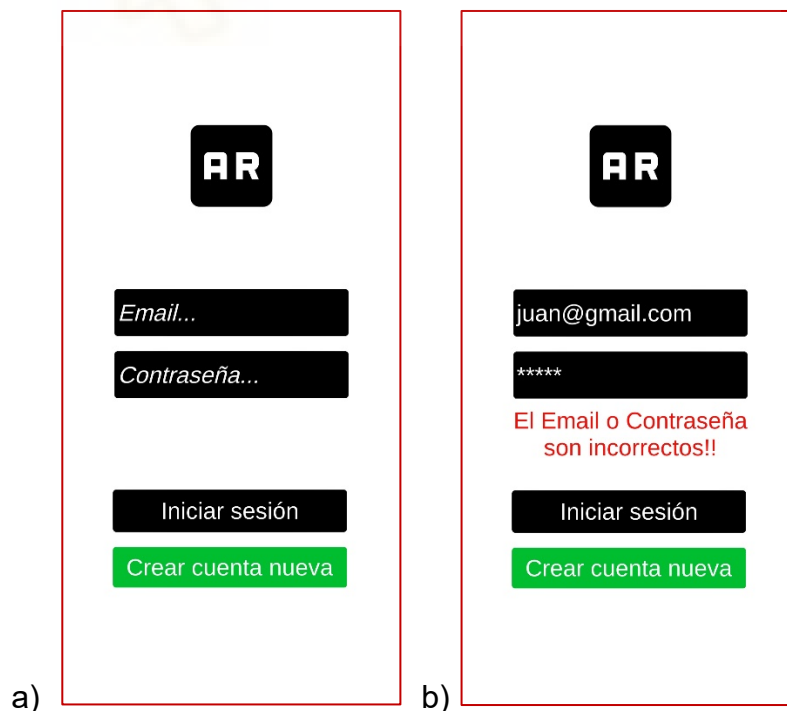 AR
Email...
Contraseña...
Iniciar sesión
Crear cuenta nueva
a)
AR
juan@gmail.com
*****
El Email o Contraseña
son incorrectos!!
Iniciar sesión
Crear cuenta nueva
b)